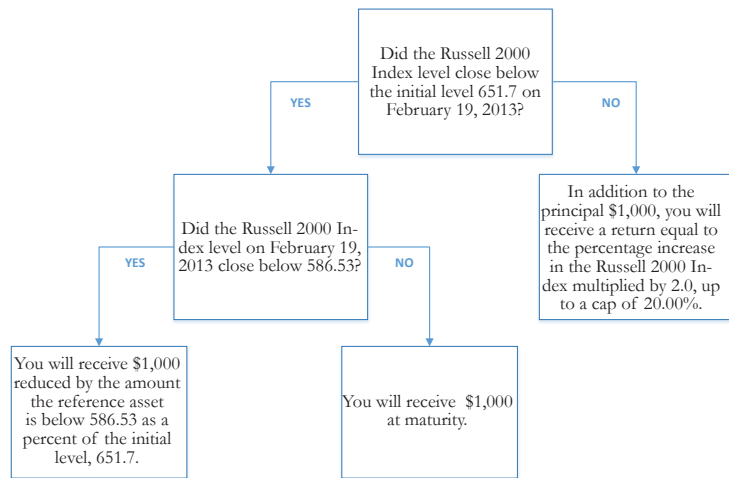 Did the Russell 2000
Index level close below
the initial level 651.7 on
February 19, 2013?
YES
NO
Did the Russell 2000 In-
dex level on February 19,
2013 close below 586.53?
In addition to the
principal $1,000, you will
receive a return equal to
the percentage increase
in the Russell 2000 In-
dex multiplied by 2.0, up
to a cap of 20.00%.
YES
NO
You will receive $1,000
reduced by the amount
the reference asset
is below 586.53 as a
percent of the initial
level, 651.7.
You will receive $1,000
at maturity.